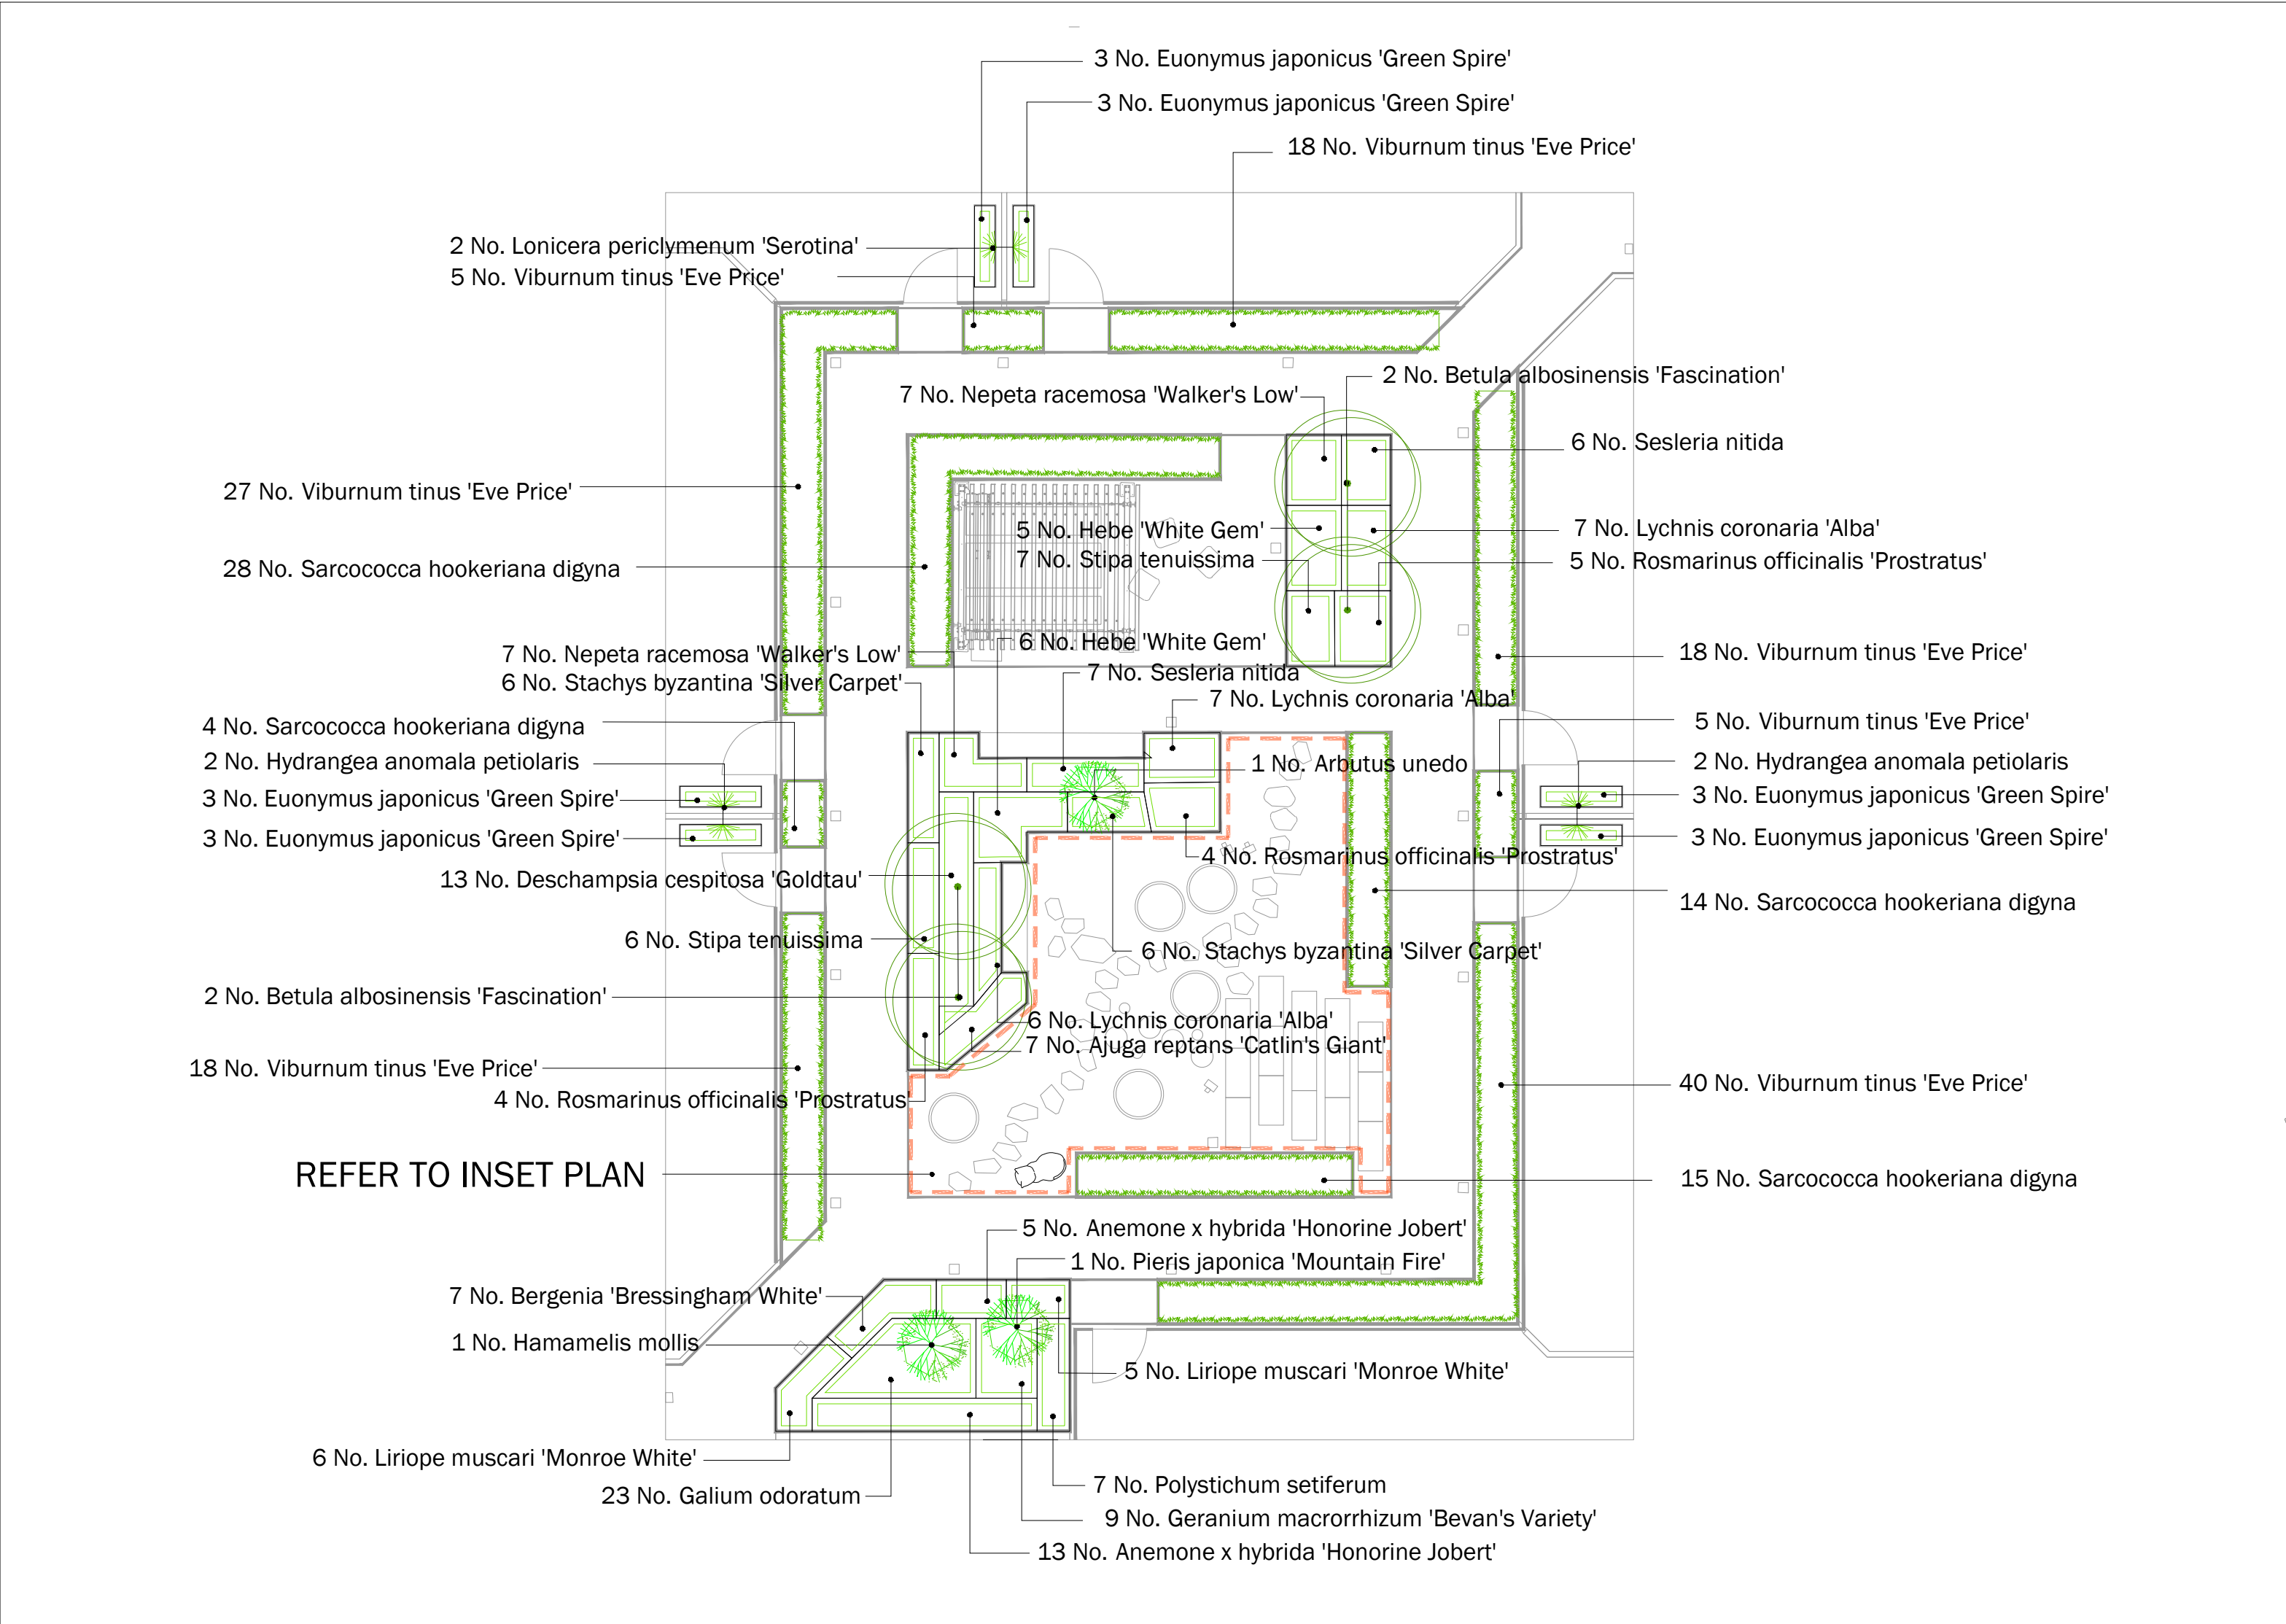 3 No. Euonymus japonicus 'Green Spire'
3 No. Euonymus japonicus 'Green Spire'
18 No. Viburnum tinus 'Eve Price'
2 No. Lonicera periclymenum 'Serotina'
5 No. Viburnum tinus 'Eve Price'
2 No. Betula albosinensis 'Fascination'
7 No. Nepeta racemosa 'Walker's Low'
6 No. Sesleria nitida
27 No. Viburnum tinus 'Eve Price'
5 No. Hebe 'White Gem'
7 No. Lychnis coronaria 'Alba'
7 No. Stipa tenuissima
5 No. Rosmarinus officinalis 'Prostratus'
28 No. Sarcococca hookeriana digyna
6 No. Hebe 'White Gem'
7 No. Nepeta racemosa 'Walker's Low'
18 No. Viburnum tinus 'Eve Price'
7 No. Sesleria nitida
6 No. Stachys byzantina 'Silver Carpet'
7 No. Lychnis coronaria 'Alba'
4 No. Sarcococca hookeriana digyna
5 No. Viburnum tinus 'Eve Price'
2 No. Hydrangea anomala petiolaris
1 No. Arbutus unedo
2 No. Hydrangea anomala petiolaris
3 No. Euonymus japonicus 'Green Spire'
3 No. Euonymus japonicus 'Green Spire'
3 No. Euonymus japonicus 'Green Spire'
3 No. Euonymus japonicus 'Green Spire'
4 No. Rosmarinus officinalis 'Prostratus'
13 No. Deschampsia cespitosa 'Goldtau'
14 No. Sarcococca hookeriana digyna
6 No. Stipa tenuissima
6 No. Stachys byzantina 'Silver Carpet'
2 No. Betula albosinensis 'Fascination'
6 No. Lychnis coronaria 'Alba'
7 No. Ajuga reptans 'Catlin's Giant'
18 No. Viburnum tinus 'Eve Price'
40 No. Viburnum tinus 'Eve Price'
4 No. Rosmarinus officinalis 'Prostratus'
REFER TO INSET PLAN
15 No. Sarcococca hookeriana digyna
5 No. Anemone x hybrida 'Honorine Jobert'
1 No. Pieris japonica 'Mountain Fire'
7 No. Bergenia 'Bressingham White'
1 No. Hamamelis mollis
5 No. Liriope muscari 'Monroe White'
6 No. Liriope muscari 'Monroe White'
7 No. Polystichum setiferum
23 No. Galium odoratum
9 No. Geranium macrorrhizum 'Bevan's Variety'
13 No. Anemone x hybrida 'Honorine Jobert'